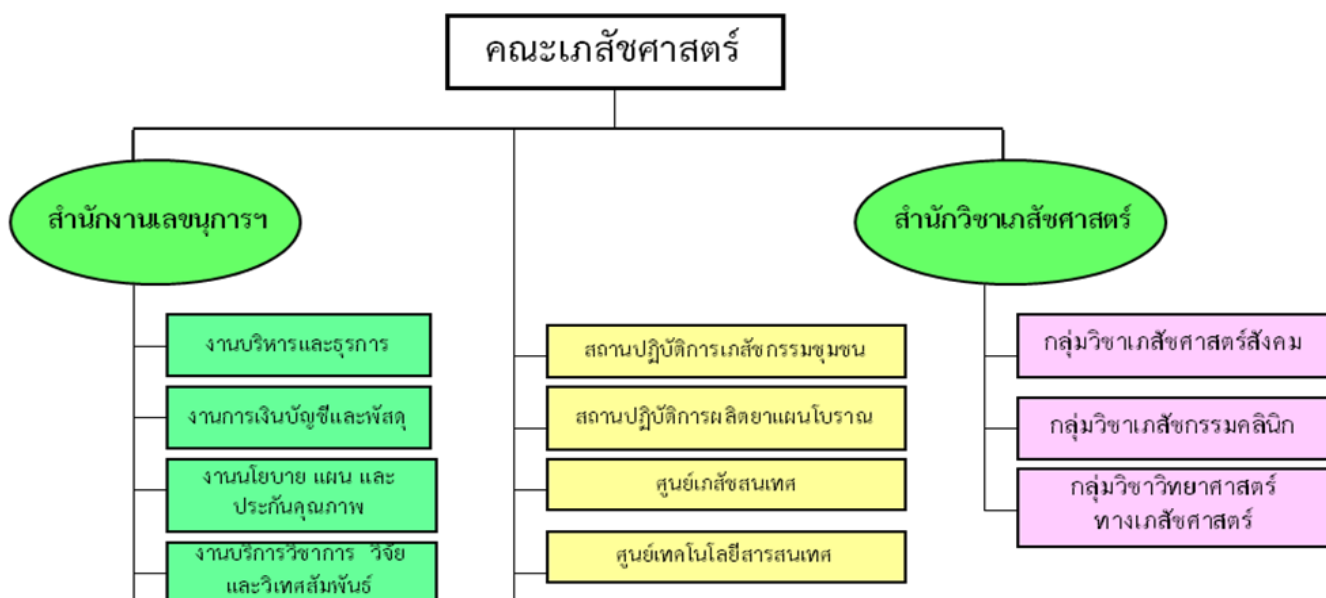 คณะเภสัชศาสตร์
สำนักงานเลขนุการฯ
สำนักวิชาเภสัชศาสตร์
งานบริหารและธุรการ
งานการเงินบัญชีและพัสดุ
งานนโยบาย แผน และ
ประกันคุณภาพ
งานบริการวิชาการ วิจัย
และวิเทศสัมพันธ์
สถานปฏิบัติการเภสัชกรรมชุมชน
สถานปฏิบัติการผลิตยาแผนโบราณ
ศูนย์เภสัชสนเทศ
ศูนย์เทคโนโลยีสารสนเทศ
กลุ่มวิชาเภสัชศาสตร์สังคม
กลุ่มวิชาเภสัชกรรมคลินิก
กลุ่มวิชาวิทยาศาสตร์
ทางเภสัชศาสตร์